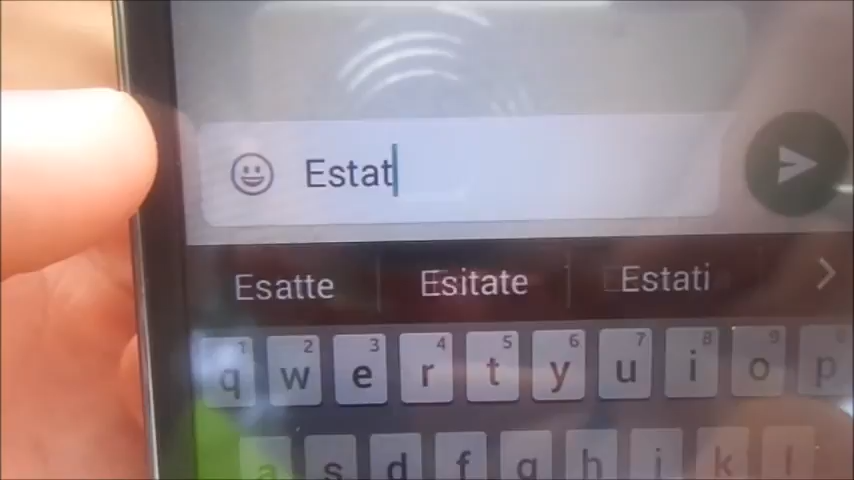 Estat
Esatte Esitate Estati
1 2 3 4 5 6 7 8 9
q w e r t y u i o p
a s d f g h j k l